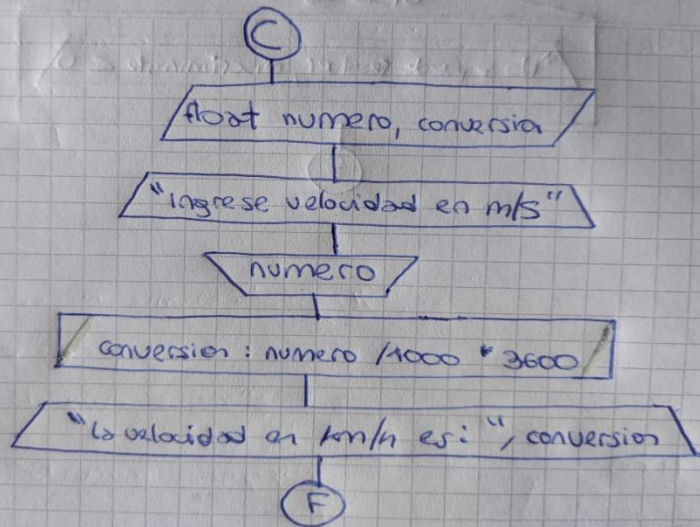 C
float numero, conversion
"Ingrese velocidad en m/s"
numero
conversion : numero /1000 * 3600
"la velocidad en km/h es: ", conversion
F